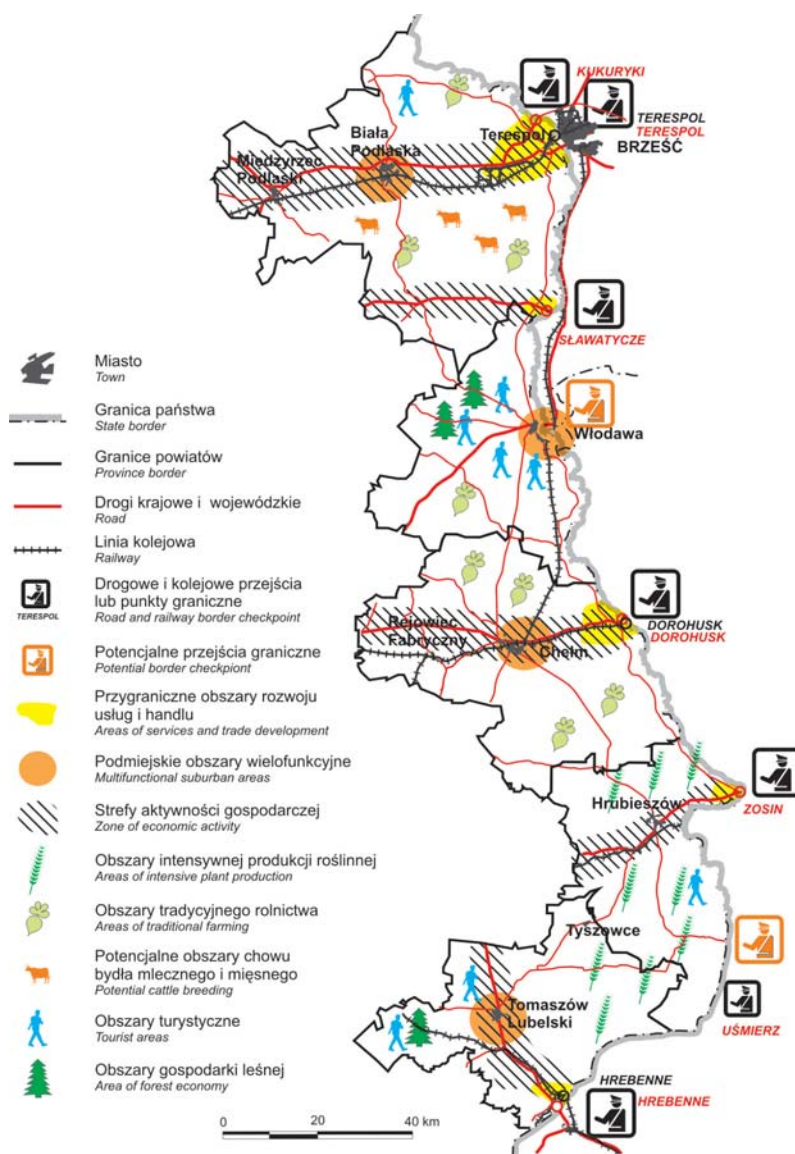 KUKURYKI
TERESPOL
TERESPOL
BRZEŚĆ
Terespol
Biała
Podlaska
Międzyrzec
Podlaski
SŁAWATYCZE
Włodawa
DOROHUSK
DOROHUSK
Rejowiec
Fabryczny
Chełm
Hrubieszów
ZOSIN
Tyszowce
UŚMIERZ
Tomaszów
Lubelski
HREBENNE
HREBENNE
Miasto
Town
Granica państwa
State border
Granice powiatów
Province border
Drogi krajowe i wojewódzkie
Road
Linia kolejowa
Railway
TERESPOL
Drogowe i kolejowe przejścia
lub punkty graniczne
Road and railway border checkpoint
Potencjalne przejścia graniczne
Potential border checkpiont
Przygraniczne obszary rozwoju
usług i handlu
Areas of services and trade development
Podmiejskie obszary wielofunkcyjne
Multifunctional suburban areas
Strefy aktywności gospodarczej
Zone of economic activity
Obszary intensywnej produkcji roślinnej
Areas of intensive plant production
Obszary tradycyjnego rolnictwa
Areas of traditional farming
Potencjalne obszary chowu
bydła mlecznego i mięsnego
Potential cattle breeding
Obszary turystyczne
Tourist areas
Obszary gospodarki leśnej
Area of forest economy
0 20 40 km